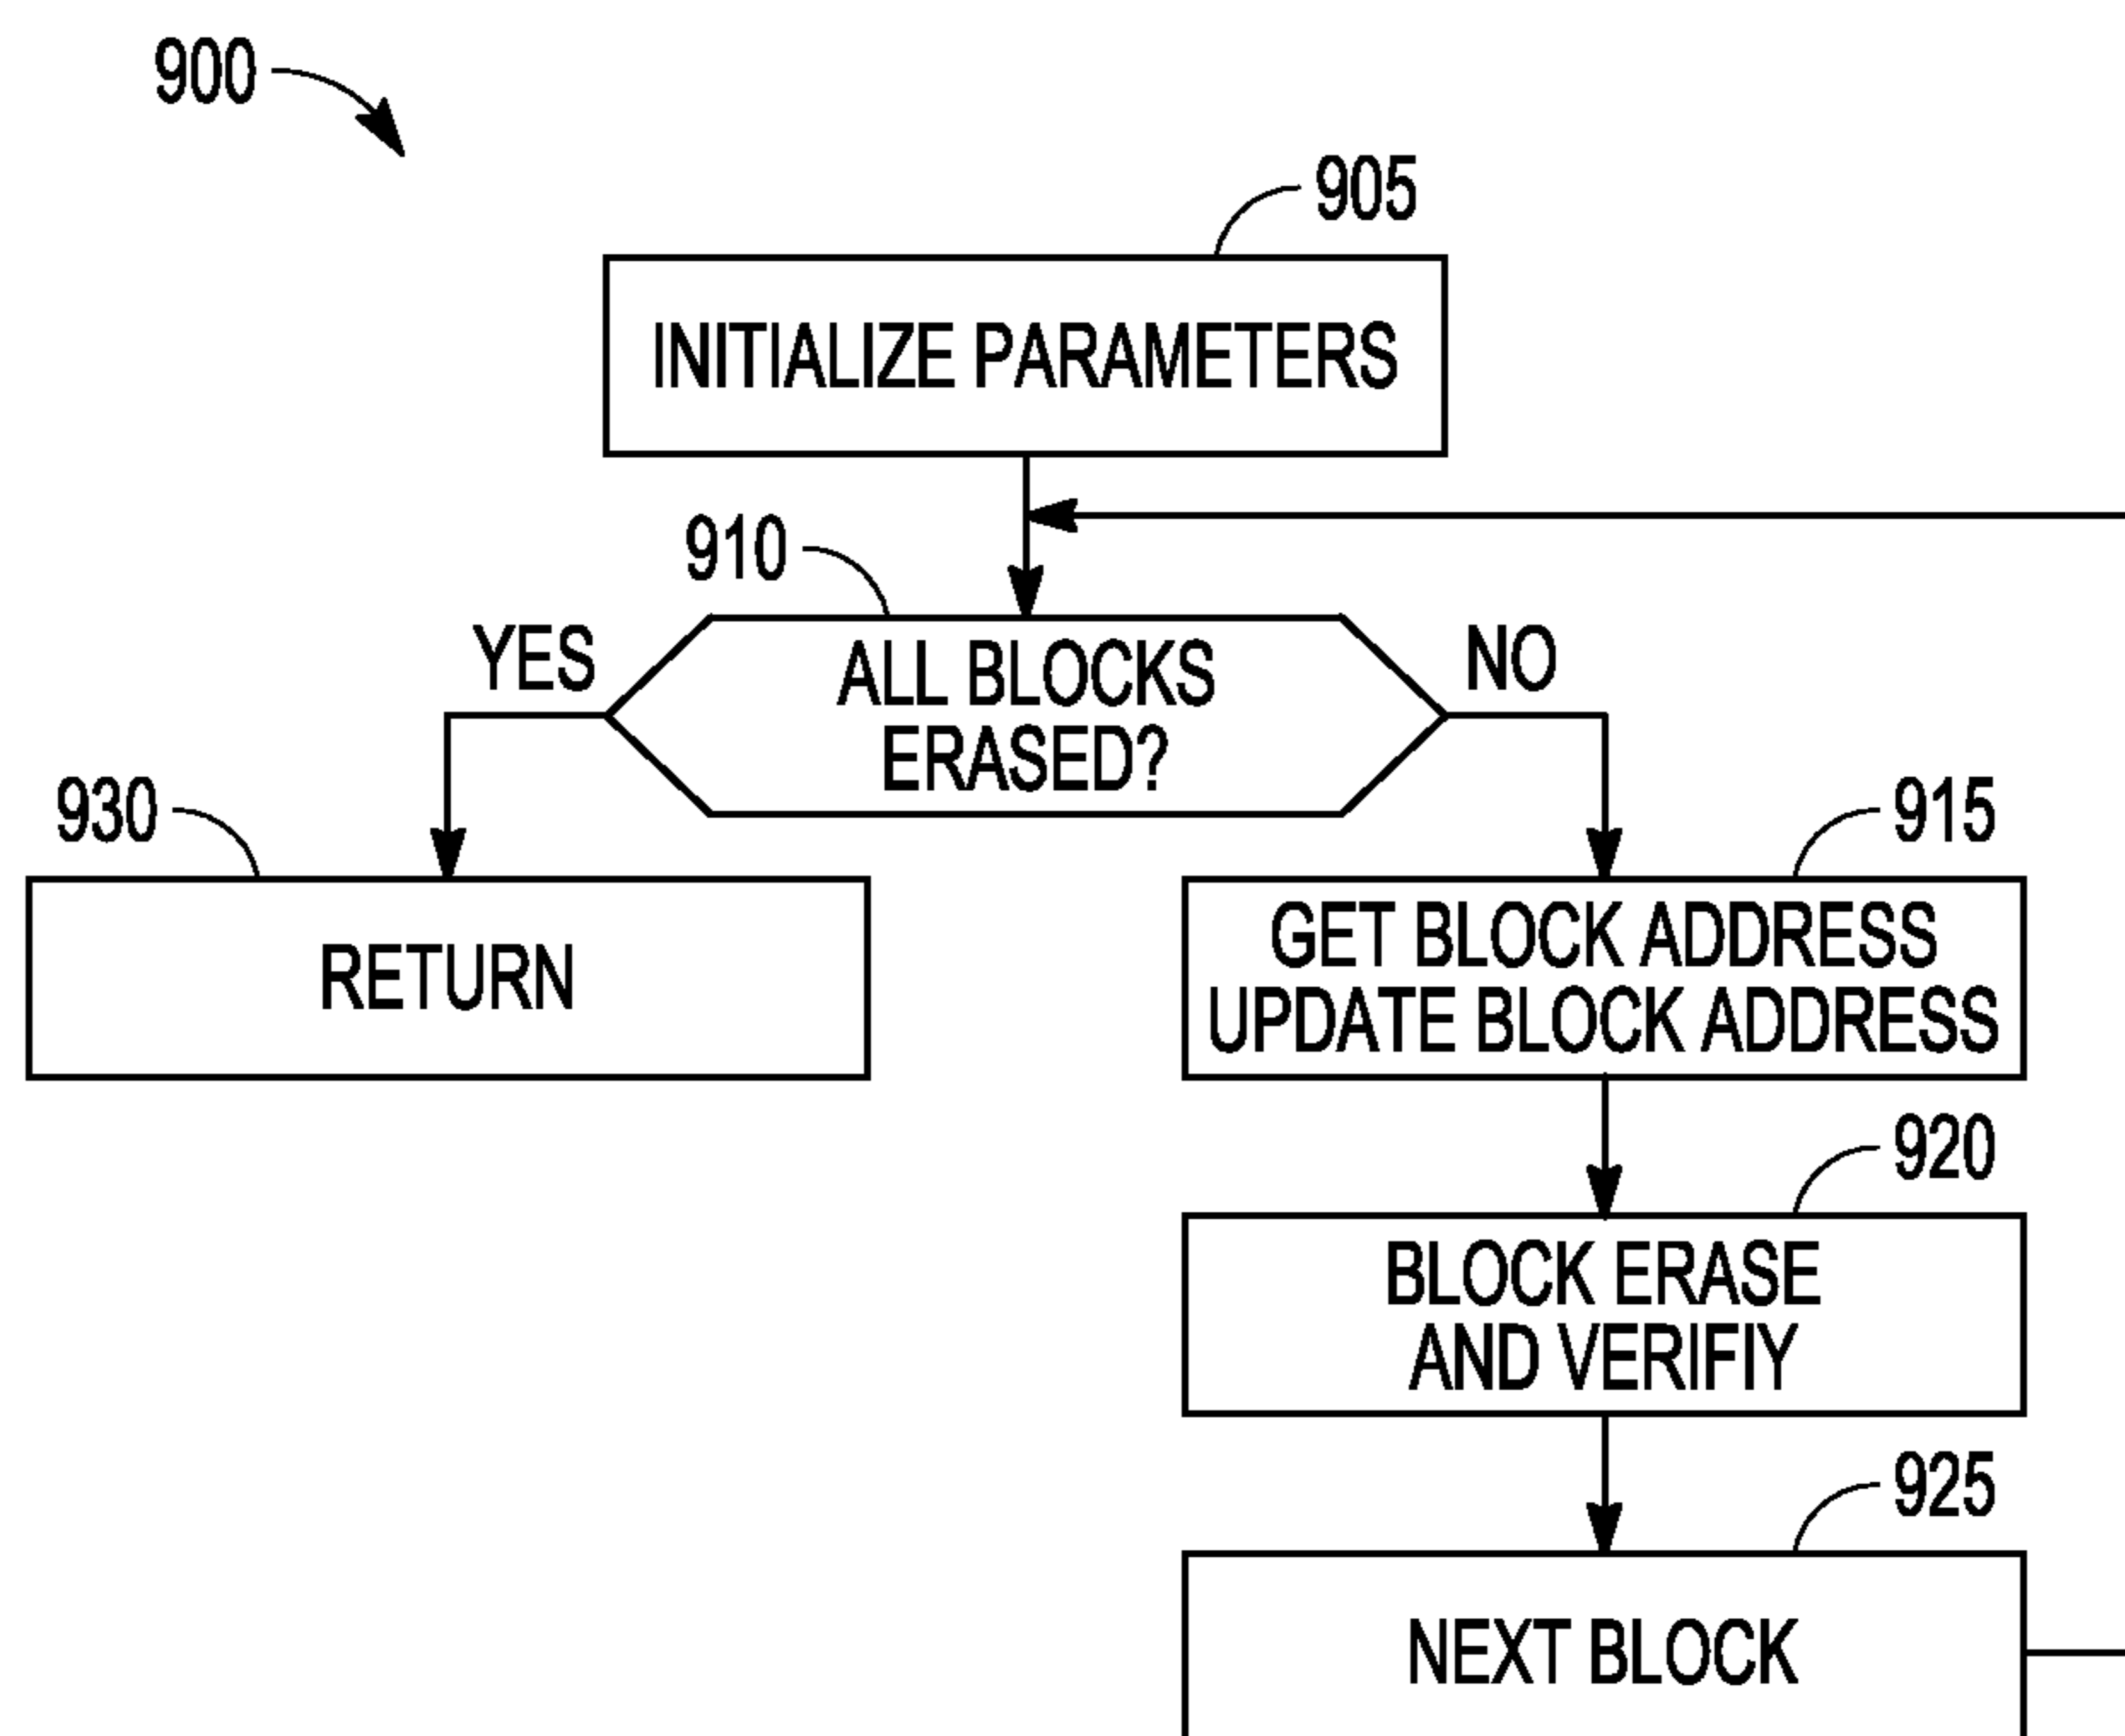 900
905
INITIALIZE PARAMETERS
910
YES
ALL BLOCKS
ERASED?
NO
930
RETURN
915
GET BLOCK ADDRESS
UPDATE BLOCK ADDRESS
920
BLOCK ERASE
AND VERIFIY
925
NEXT BLOCK